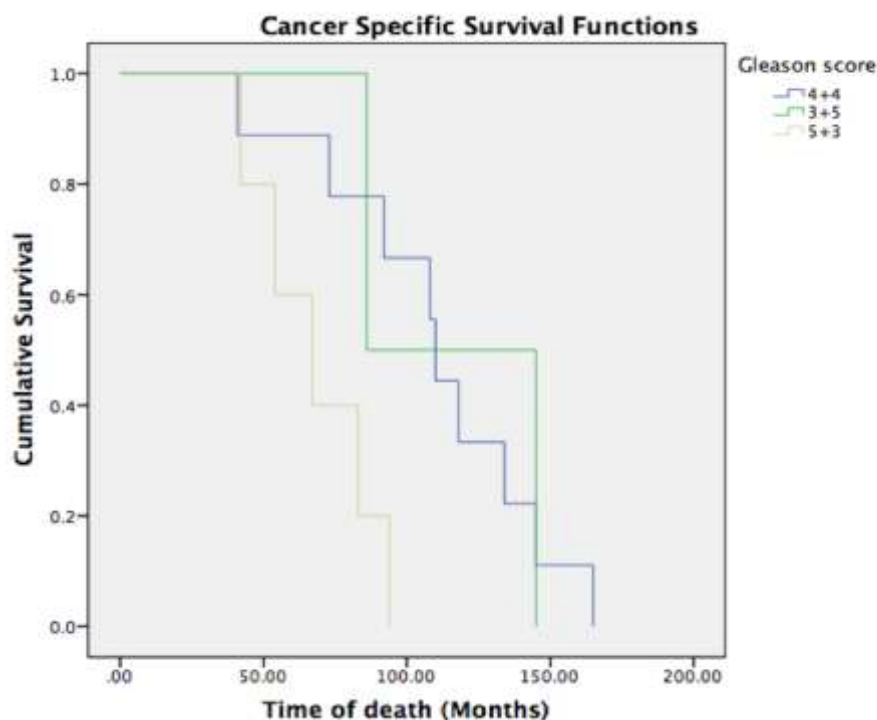 Cancer Specific Survival Functions
Gleason score
4+4
3+5
5+3
Cumulative Survival
1.0
0.8
0.6
0.4
0.2
0.0
.00 50.00 100.00 150.00 200.00
Time of death (Months)